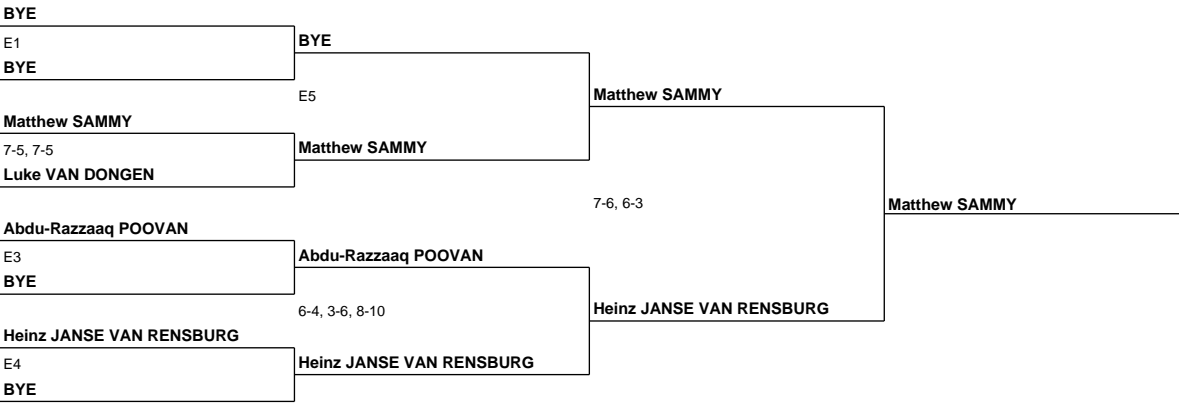 BYE
E1
BYE
BYE
E5
Matthew SAMMY
Matthew SAMMY
7-5, 7-5
Matthew SAMMY
Luke VAN DONGEN
7-6, 6-3
Matthew SAMMY
Abdu-Razzaaq POOVAN
E3
Abdu-Razzaaq POOVAN
BYE
6-4, 3-6, 8-10
Heinz JANSE VAN RENSBURG
Heinz JANSE VAN RENSBURG
E4
Heinz JANSE VAN RENSBURG
BYE